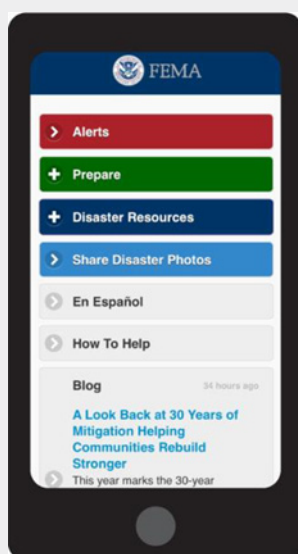 FEMA
Alerts
Prepare
Disaster Resources
Share Disaster Photos
En Español
How To Help
Blog 34 hours ago
A Look Back at 30 Years of
Mitigation Helping
Communities Rebuild
Stronger
This year marks the 30-year